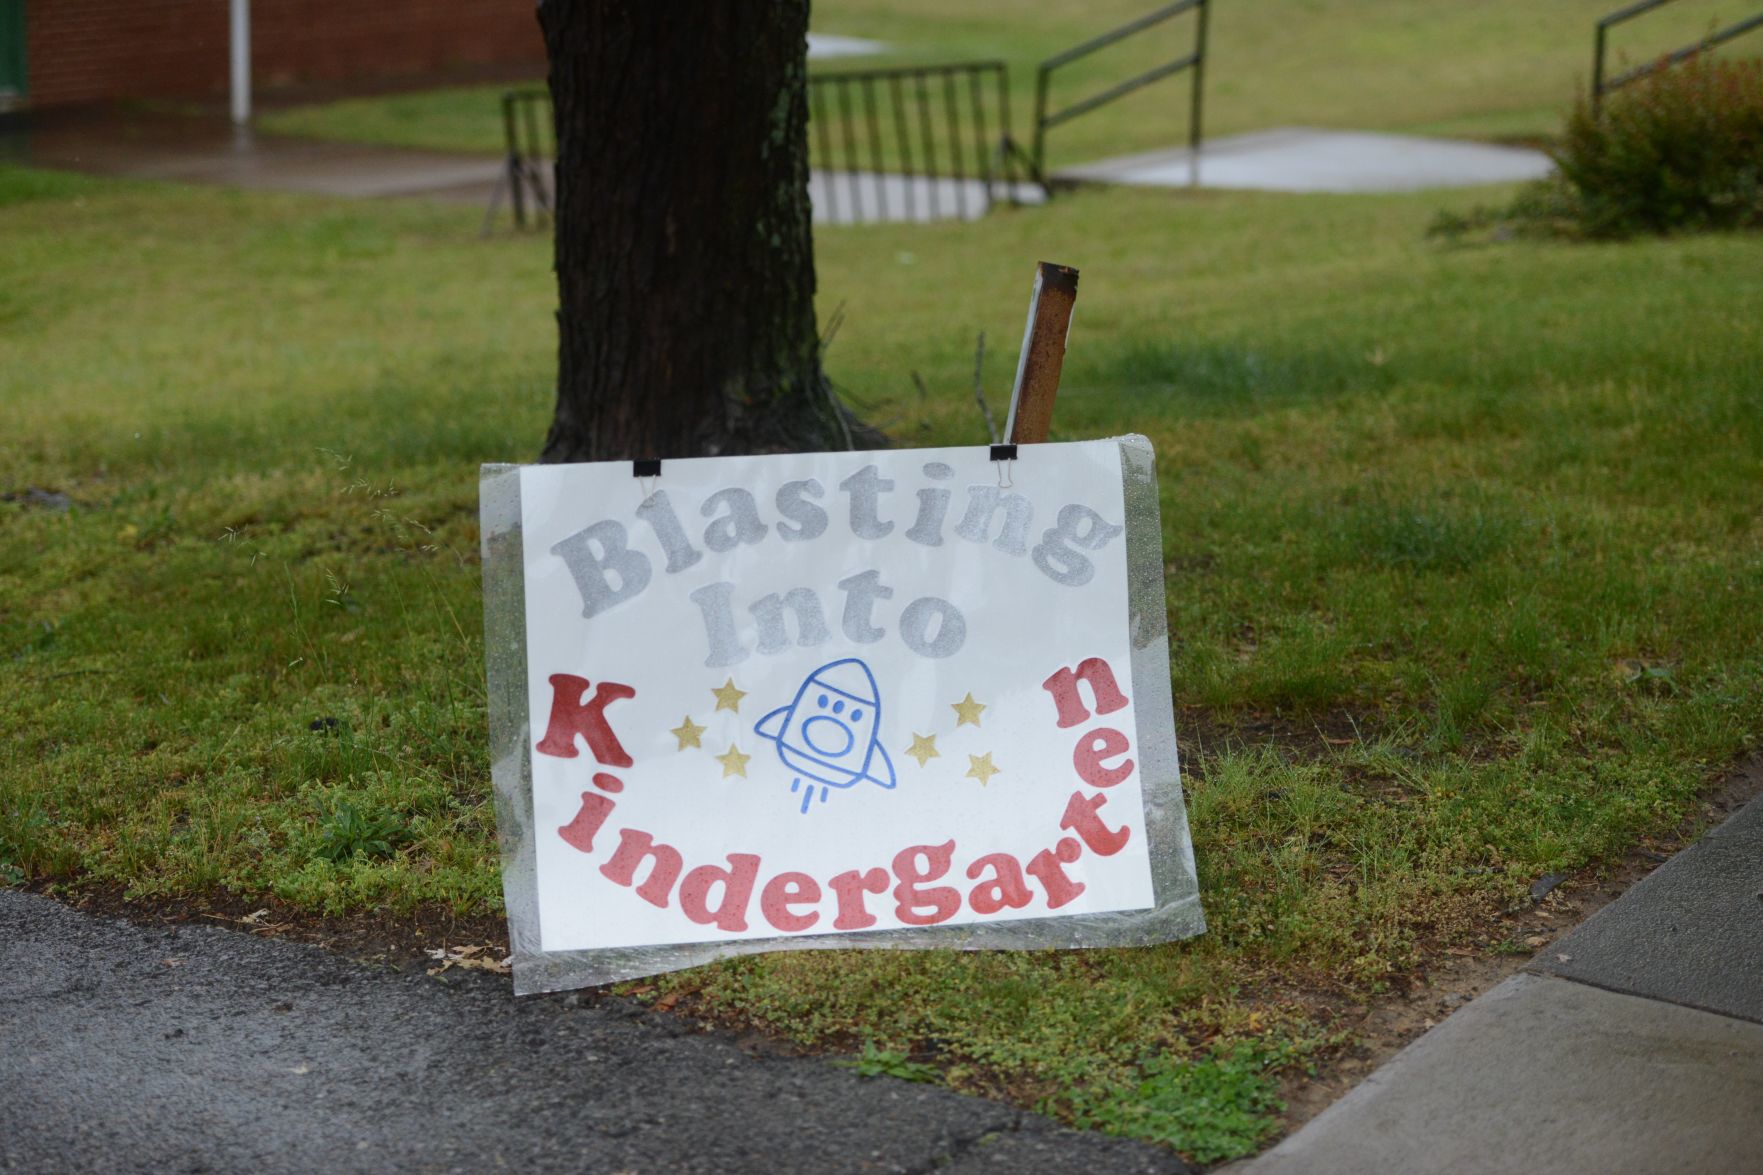 Blasting
Into
Kindergarten